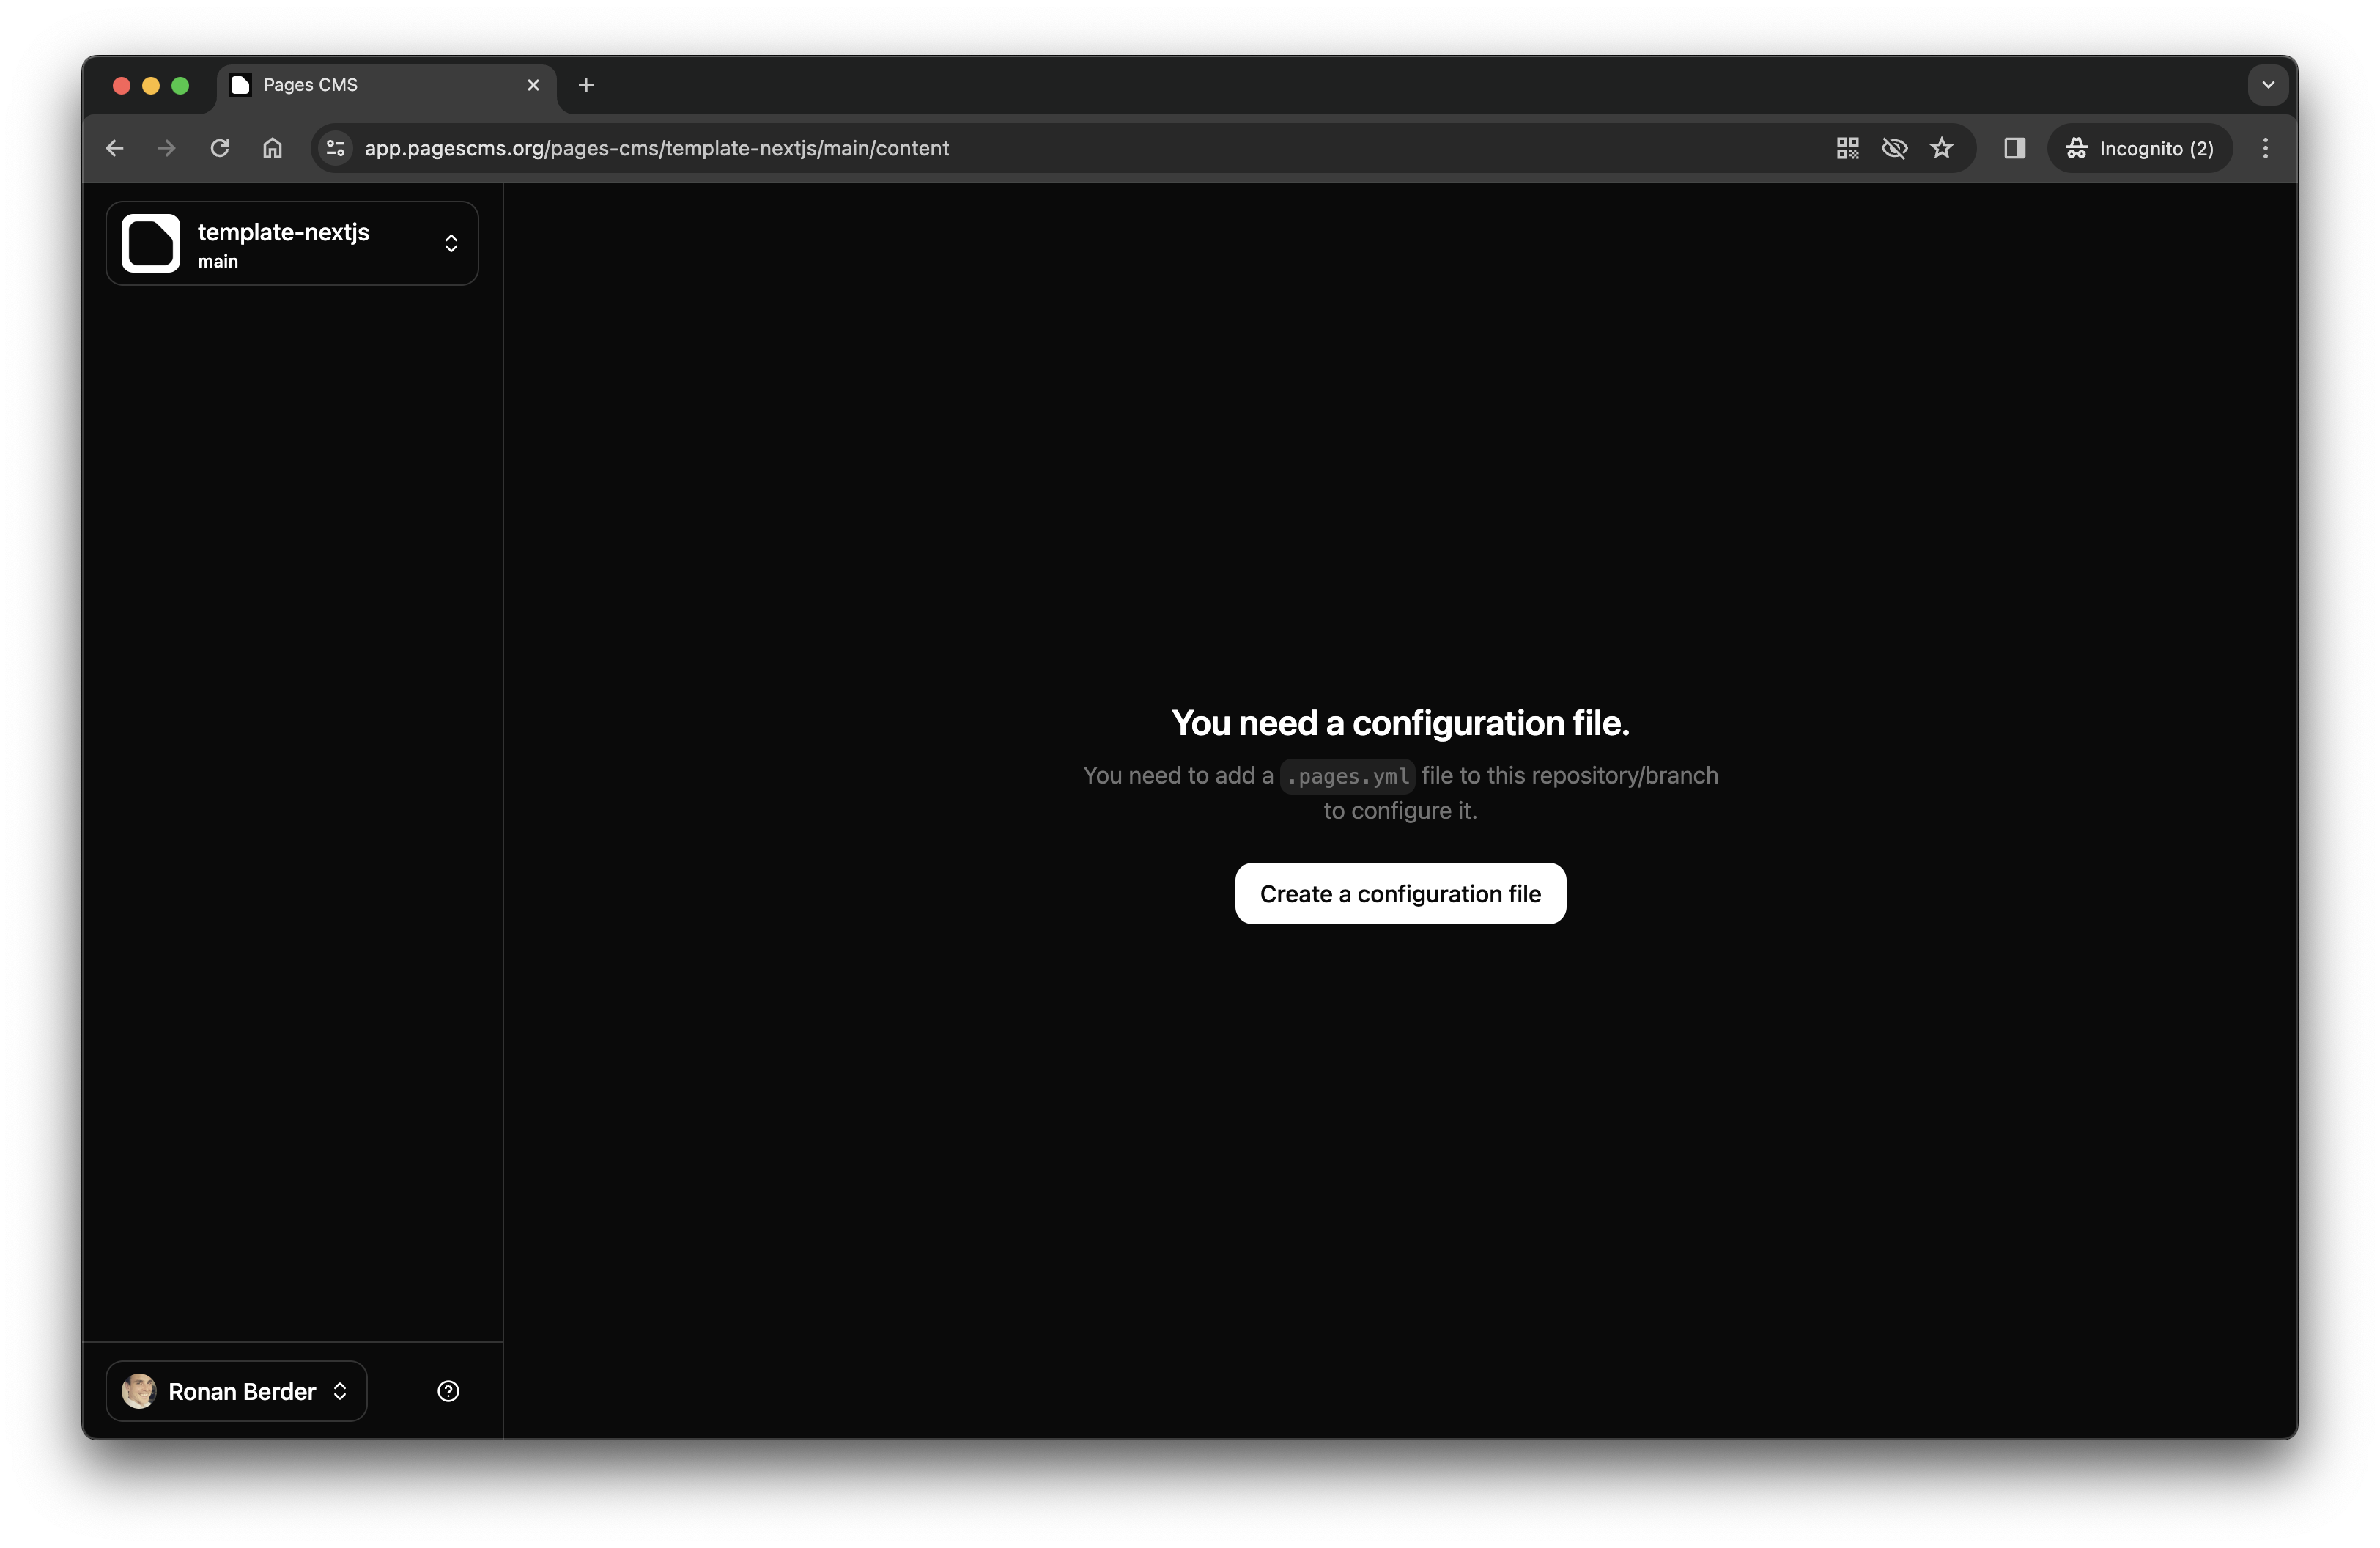 Pages CMS
app.pagescms.org/pages-cms/template-nextjs/main/content
Incognito (2)
template-nextjs
main
You need a configuration file.
You need to add a .pages.yml file to this repository/branch
to configure it.
Create a configuration file
Ronan Berder